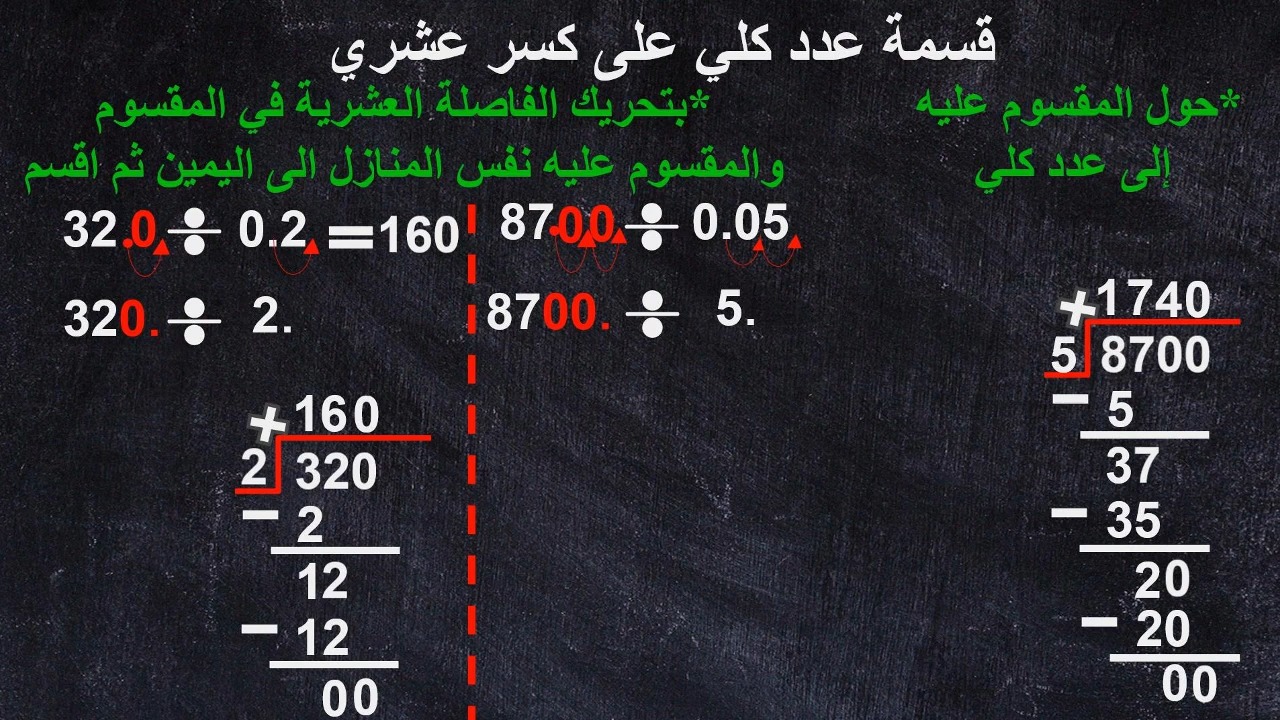 قسمة عدد كلي على كسر عشري
*حول المقسوم عليه
إلى عدد كلي
*بتحريك الفاصلة العشرية في المقسوم
والمقسوم عليه نفس المنازل الى اليمين ثم اقسم
32.0 ÷ 0.2 = 160
320. ÷ 2.
+ 160
2 320
- 2
12
- 12
00
87.00 ÷ 0.05
8700. ÷ 5.
+ 1740
5 8700
- 5
37
- 35
20
- 20
00